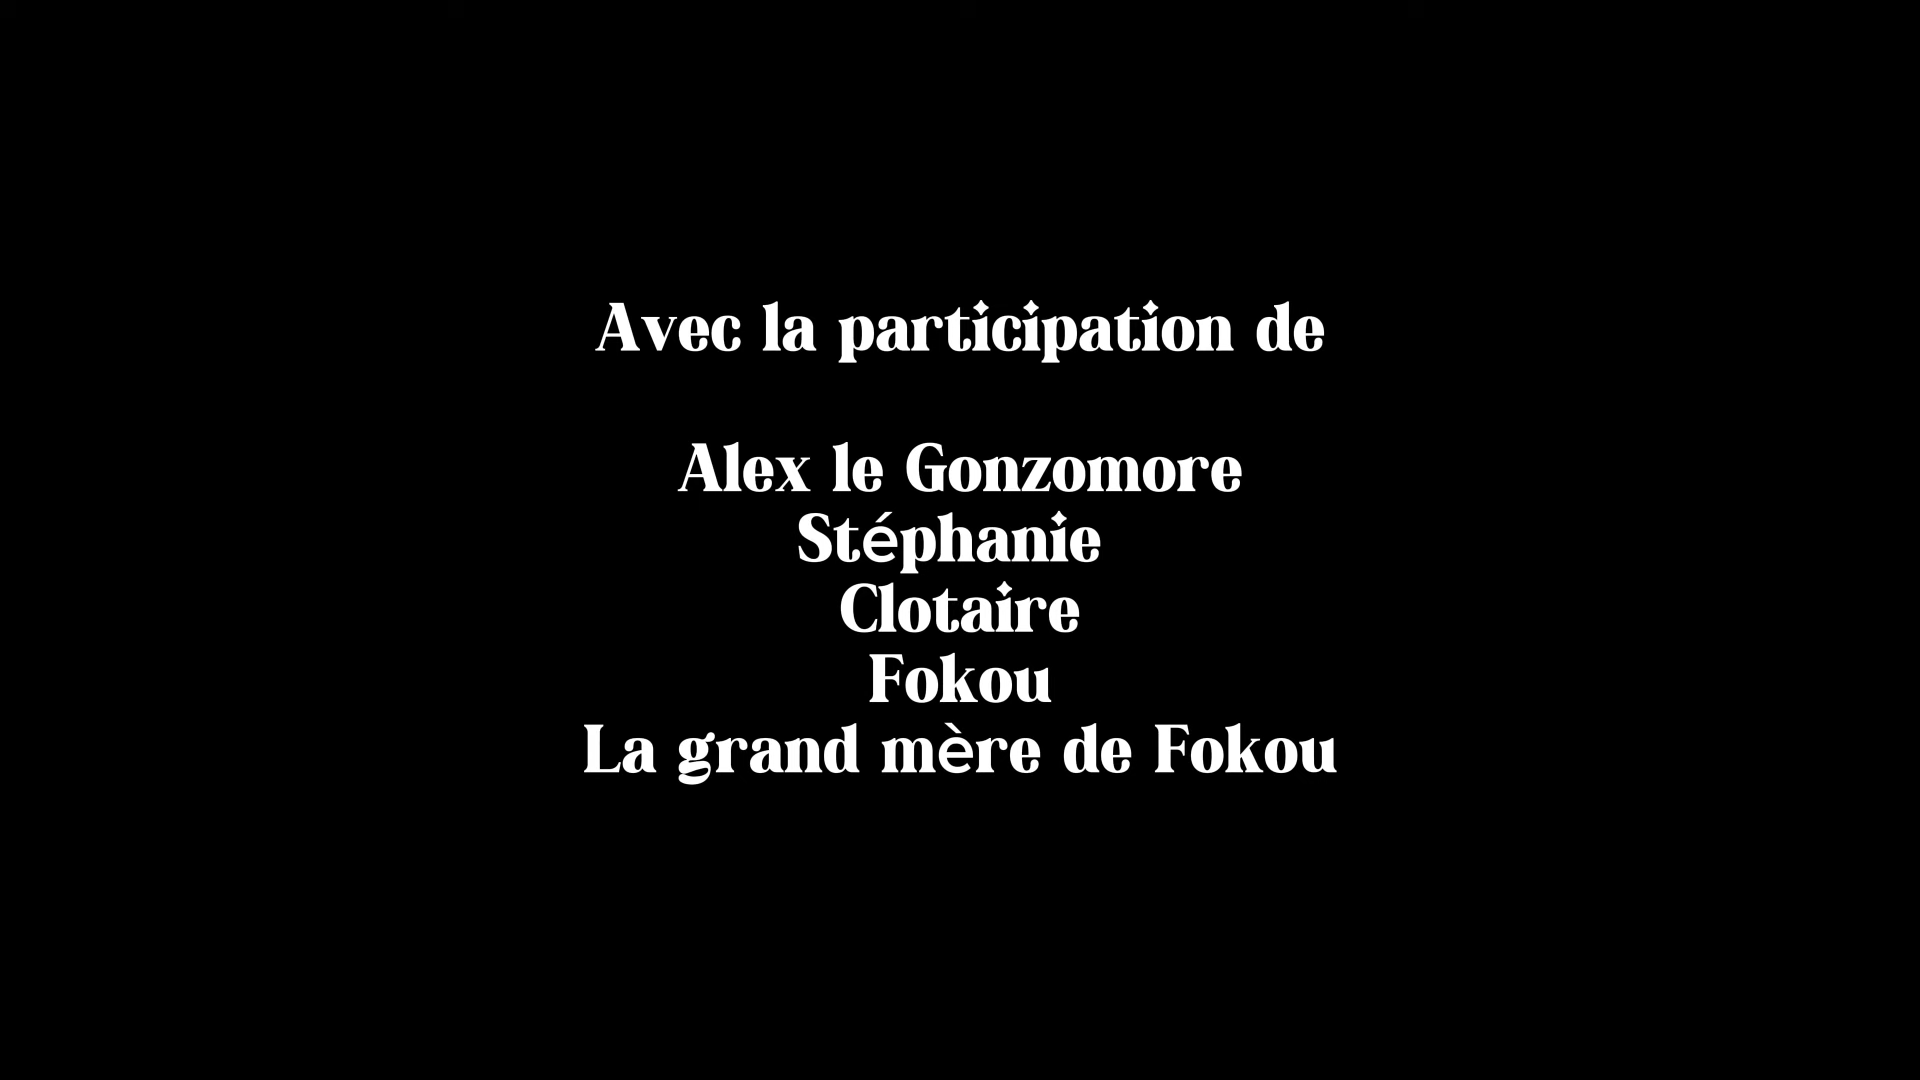 Avec la participation de
Alex le Gonzomore
Stéphanie
Clotaire
Fokou
La grand mère de Fokou